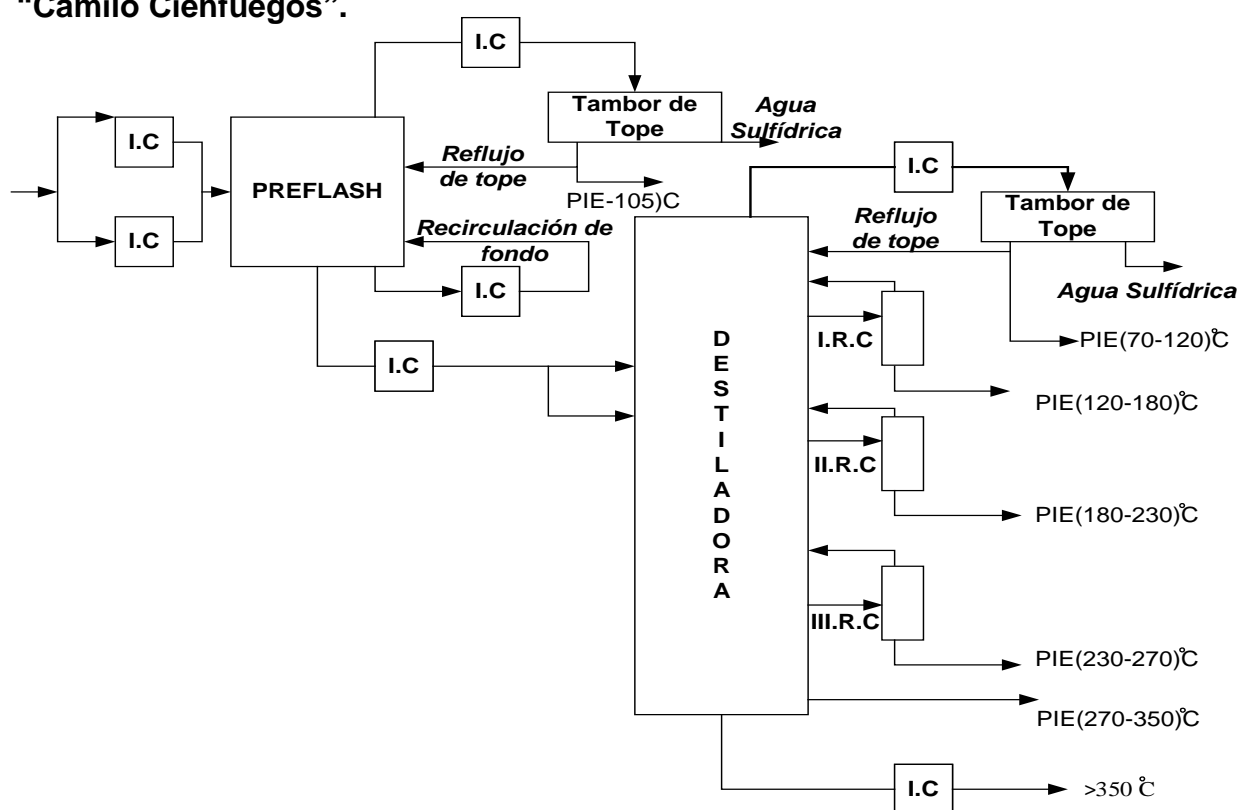 “Camilo Cienfuegos”.
I.C
Tambor de
Tope
Agua
Sulfídrica
I.C
Reflujo
de tope
PREFLASH
PIE-105)C
I.C
Recirculación de
fondo
I.C
I.C
I.C
Tambor de
Tope
Reflujo
de tope
Agua Sulfídrica
D
E
S
T
I
L
A
D
O
R
A
I.R.C
PIE(70-120)℃
PIE(120-180)℃
II.R.C
PIE(180-230)℃
III.R.C
PIE(230-270)℃
PIE(270-350)℃
I.C
>350 ℃